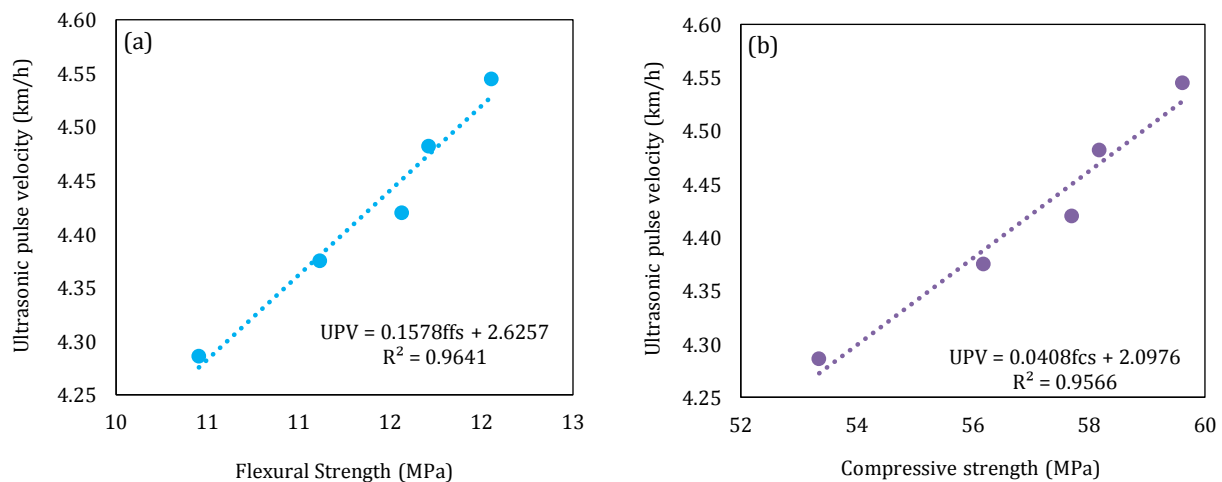 (a)
Ultrasonic pulse velocity (km/h)
4.60
4.55
4.50
4.45
4.40
4.35
4.30
4.25
UPV = 0.1578ffs + 2.6257
R² = 0.9641
10 11 11 12 12 13
Flexural Strength (MPa)
(b)
Ultrasonic pulse velocity (km/h)
4.60
4.55
4.50
4.45
4.40
4.35
4.30
4.25
UPV = 0.0408fcs + 2.0976
R² = 0.9566
52 54 56 58 60
Compressive strength (MPa)